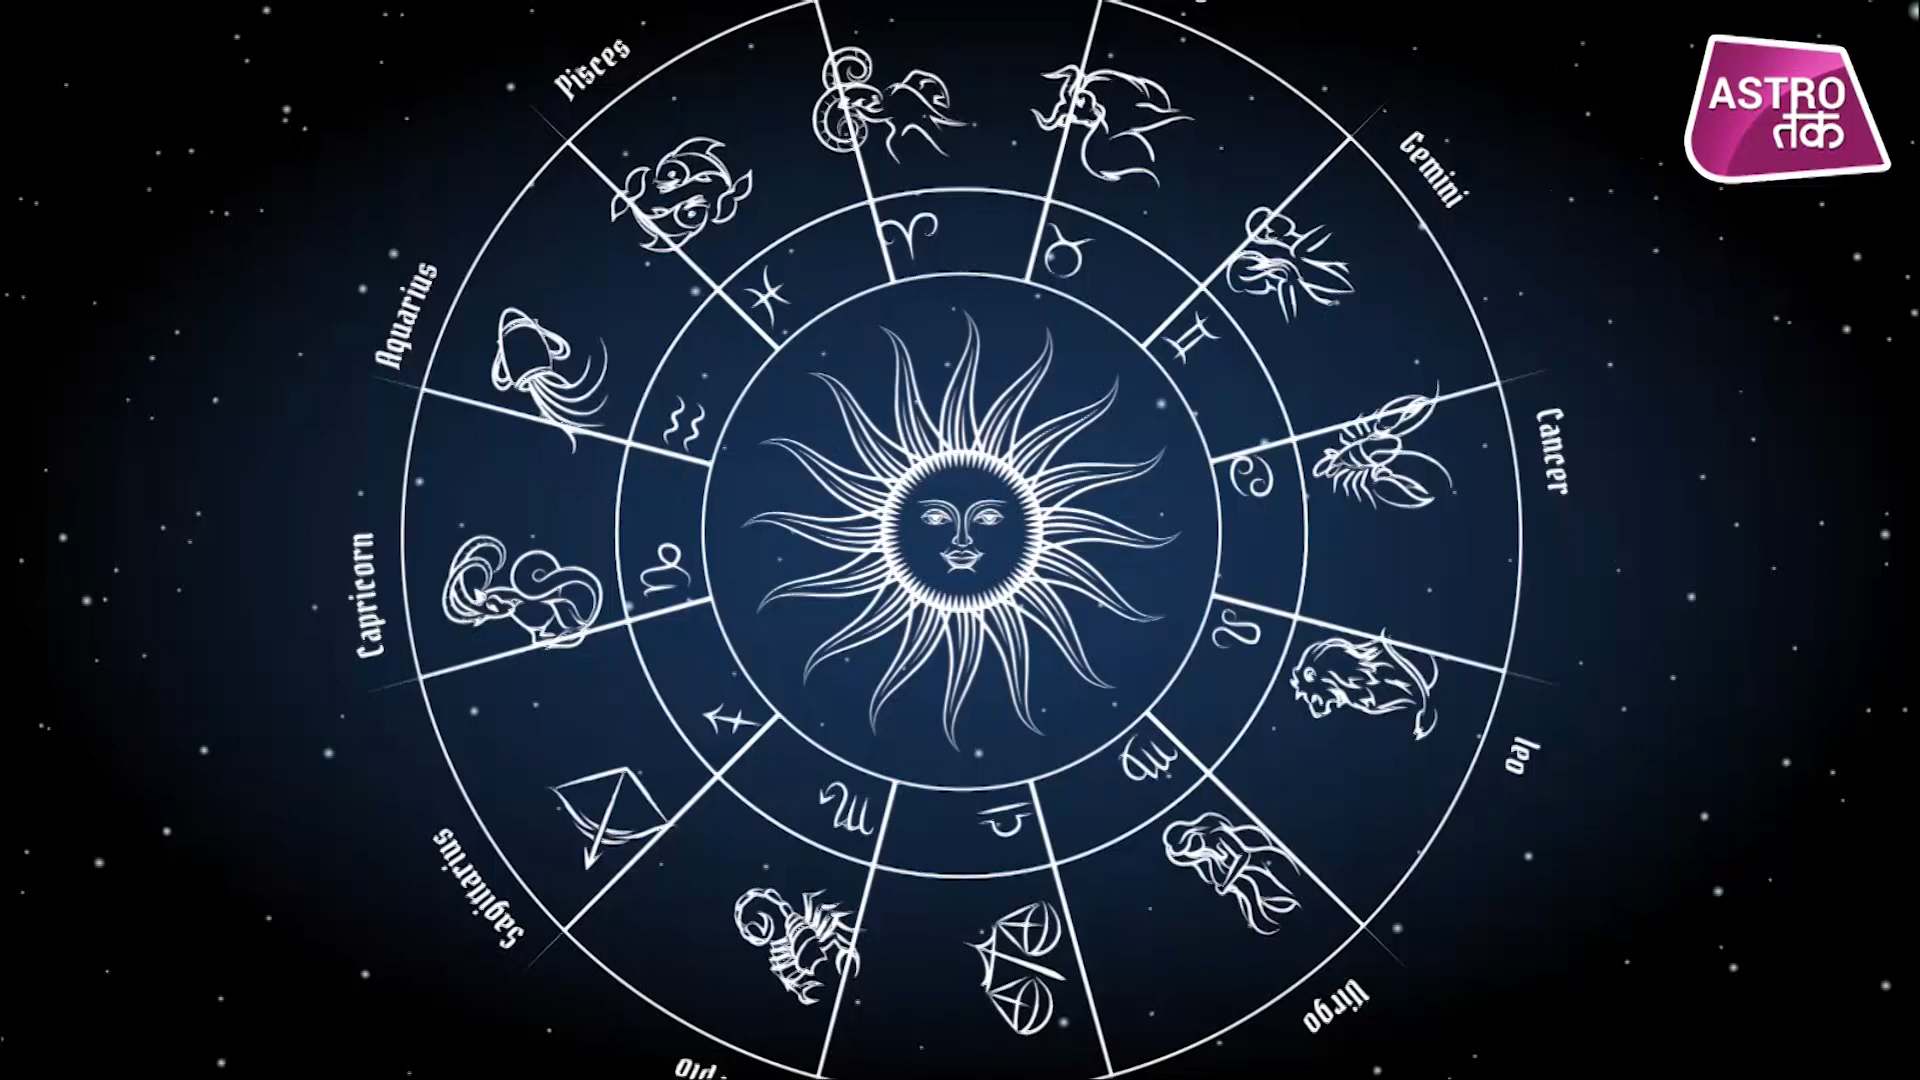 Pisces
Gemini
Aquarius
Cancer
Capricorn
leo
Sagittarius
Virgo
ASTRO
तक